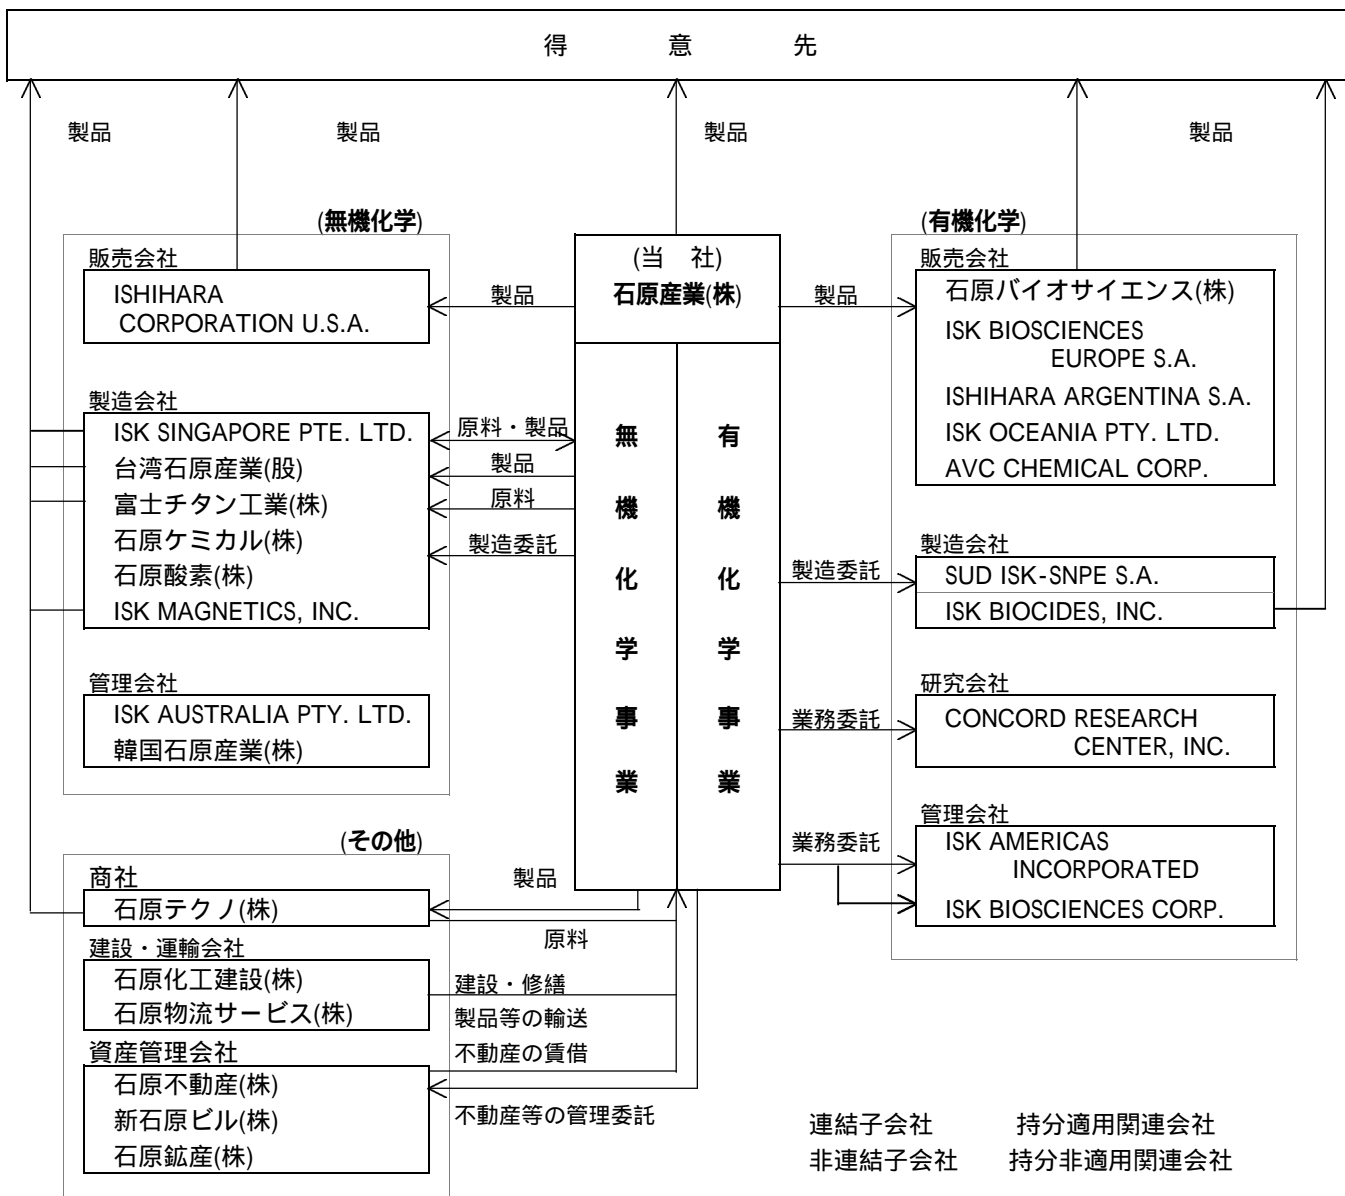 得 意 先
製品
製品
製品
製品
(無機化学)
販売会社
ISHIHARA
CORPORATION U.S.A.
製造会社
ISK SINGAPORE PTE. LTD.
台湾石原産業(股)
富士チタン工業(株)
石原ケミカル(株)
石原酸素(株)
ISK MAGNETICS, INC.
管理会社
ISK AUSTRALIA PTY. LTD.
韓国石原産業(株)
(その他)
商社
石原テクノ(株)
建設・運輸会社
石原化工建設(株)
石原物流サービス(株)
資産管理会社
石原不動産(株)
新石原ビル(株)
石原鉱産(株)
製品
原料・製品
製品
原料
製造委託
製品
原料
建設・修繕
製品等の輸送
不動産の賃借
不動産等の管理委託
(当 社)
石原産業(株)
無機化学事業
有機化学事業
製品
製造委託
業務委託
業務委託
(有機化学)
販売会社
石原バイオサイエンス(株)
ISK BIOSCIENCES
EUROPE S.A.
ISHIHARA ARGENTINA S.A.
ISK OCEANIA PTY. LTD.
AVC CHEMICAL CORP.
製造会社
SUD ISK-SNPE S.A.
ISK BIOCIDES, INC.
研究会社
CONCORD RESEARCH
CENTER, INC.
管理会社
ISK AMERICAS
INCORPORATED
ISK BIOSCIENCES CORP.
連結子会社 持分適用関連会社
非連結子会社 持分非適用関連会社